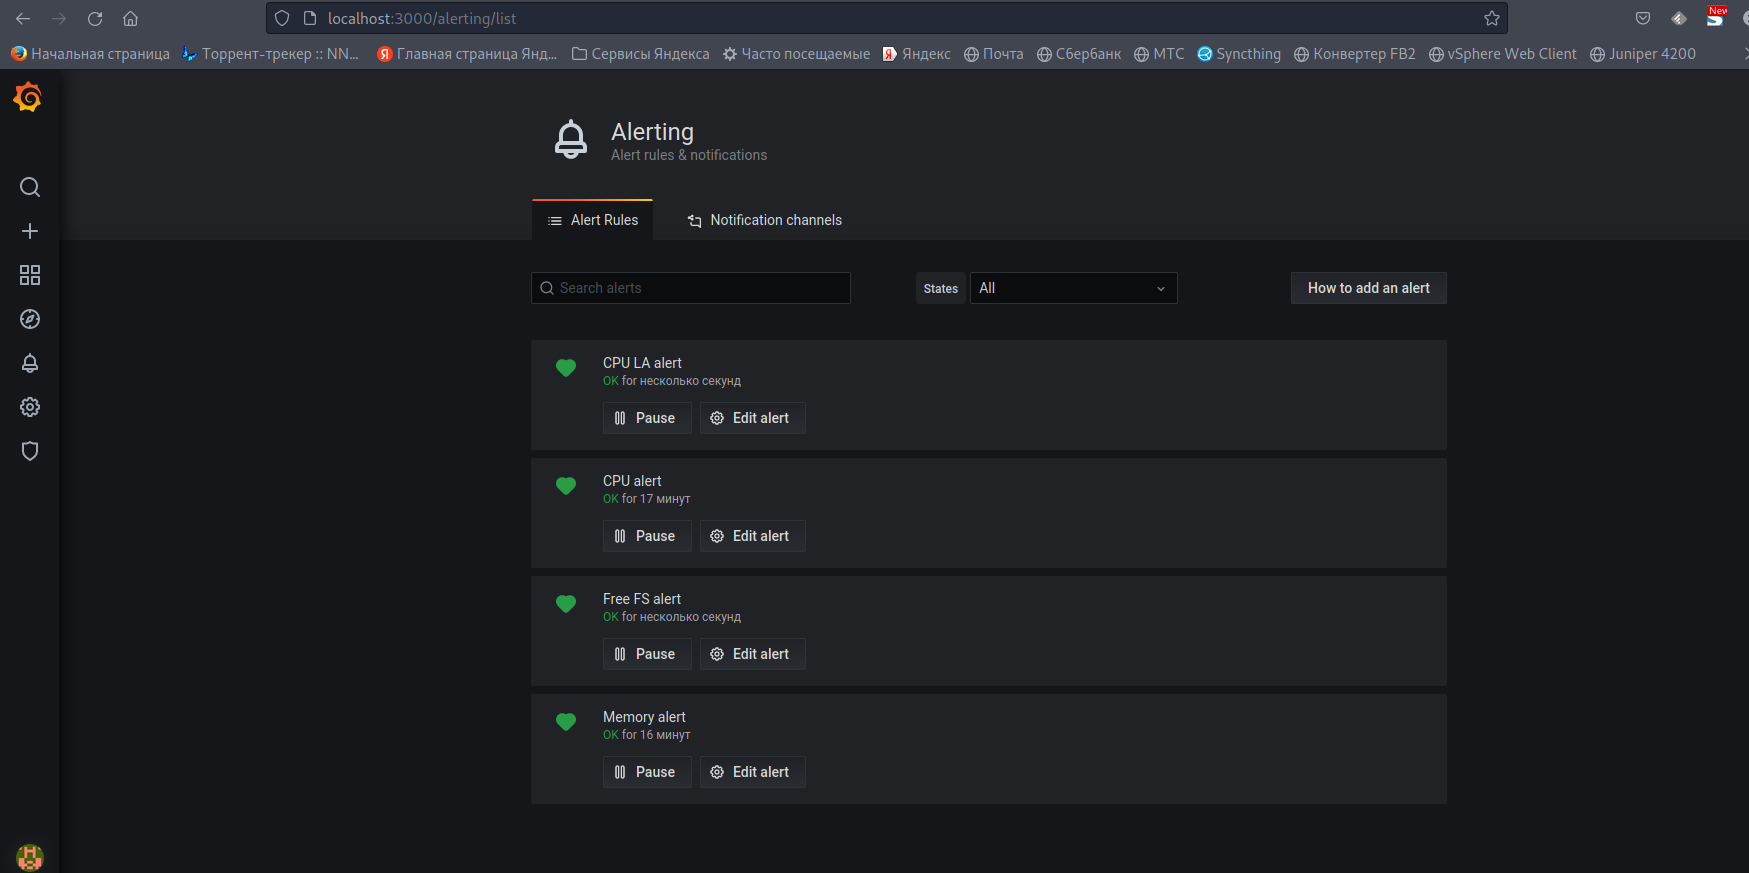 localhost:3000/alerting/list
New
Начальная страница Торрент-трекер :: NN... Я Главная страница Янд... Сервисы Яндекса Часто посещаемые Я Яндекс Почта Сбербанк МТС Syncthing Конвертер FB2 vSphere Web Client Juniper 4200
Alerting
Alert rules & notifications
Alert Rules Notification channels
Search alerts States All How to add an alert
CPU LA alert
OK for несколько секунд
Pause Edit alert
CPU alert
OK for 17 минут
Pause Edit alert
Free FS alert
OK for несколько секунд
Pause Edit alert
Memory alert
OK for 16 минут
Pause Edit alert